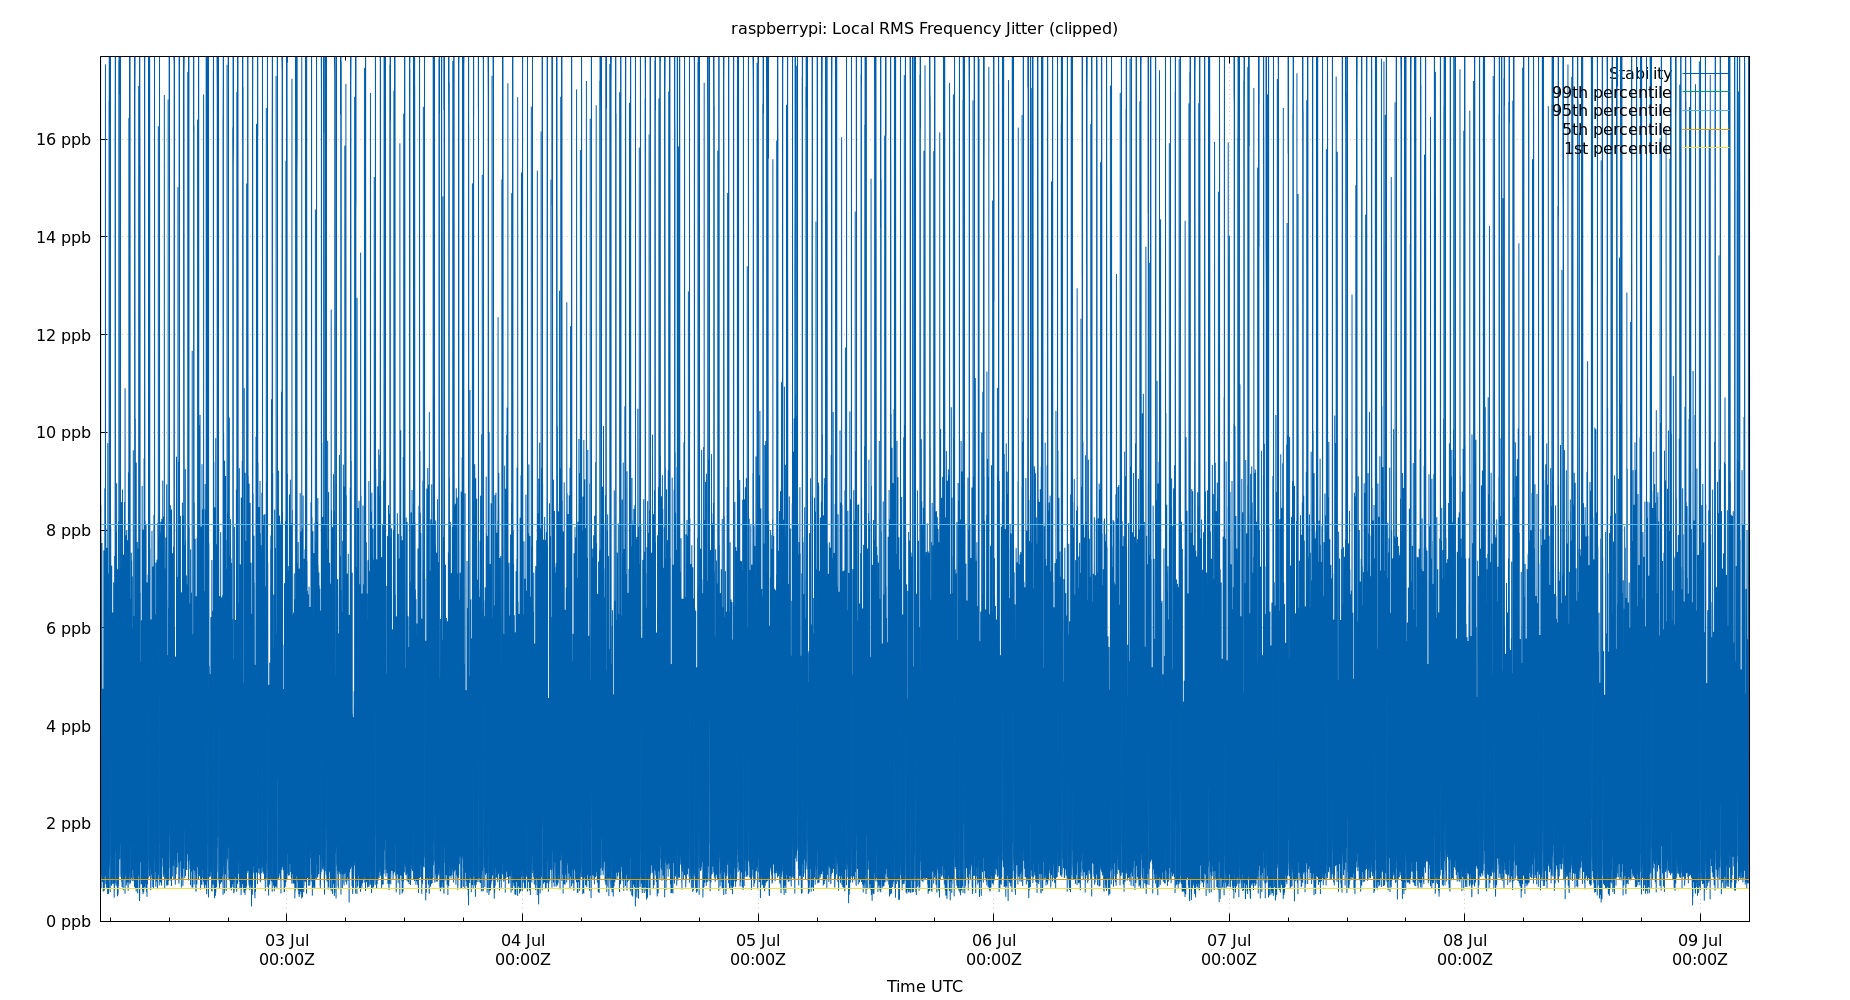 raspberrypi: Local RMS Frequency Jitter (clipped)
Stability
99th percentile
95th percentile
5th percentile
1st percentile
16 ppb
14 ppb
12 ppb
10 ppb
8 ppb
6 ppb
4 ppb
2 ppb
0 ppb
03 Jul 04 Jul 05 Jul 06 Jul 07 Jul 08 Jul 09 Jul
00:00Z 00:00Z 00:00Z 00:00Z 00:00Z 00:00Z 00:00Z
Time UTC